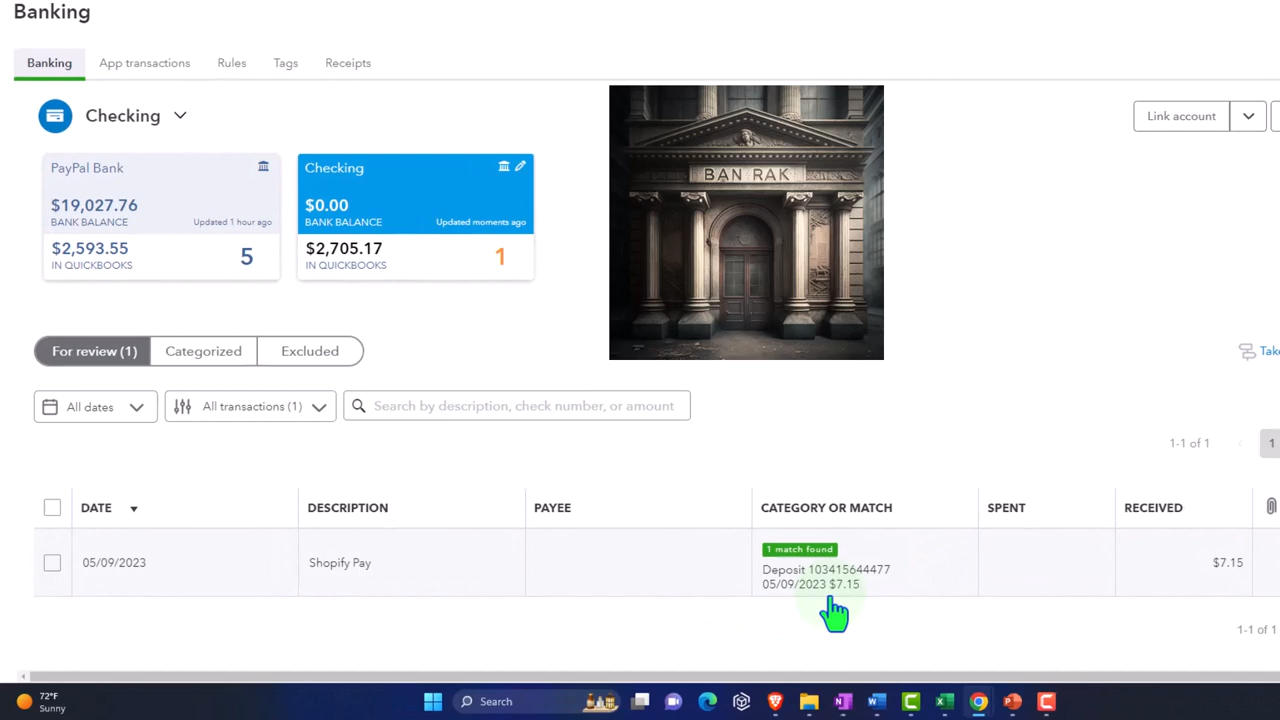 Banking
Banking App transactions Rules Tags Receipts
Checking
Link account
PayPal Bank
$19,027.76
BANK BALANCE Updated 1 hour ago
$2,593.55 5
IN QUICKBOOKS
Checking
$0.00
BANK BALANCE Updated moments ago
$2,705.17 1
IN QUICKBOOKS
BAN RAK
For review (1) Categorized Excluded
Take
All dates All transactions (1) Search by description, check number, or amount
1-1 of 1 1
DATE DESCRIPTION PAYEE CATEGORY OR MATCH SPENT RECEIVED
1 match found
05/09/2023 Shopify Pay Deposit 103415644477 $7.15
05/09/2023 $7.15
1-1 of 1
72°F
Sunny
Search